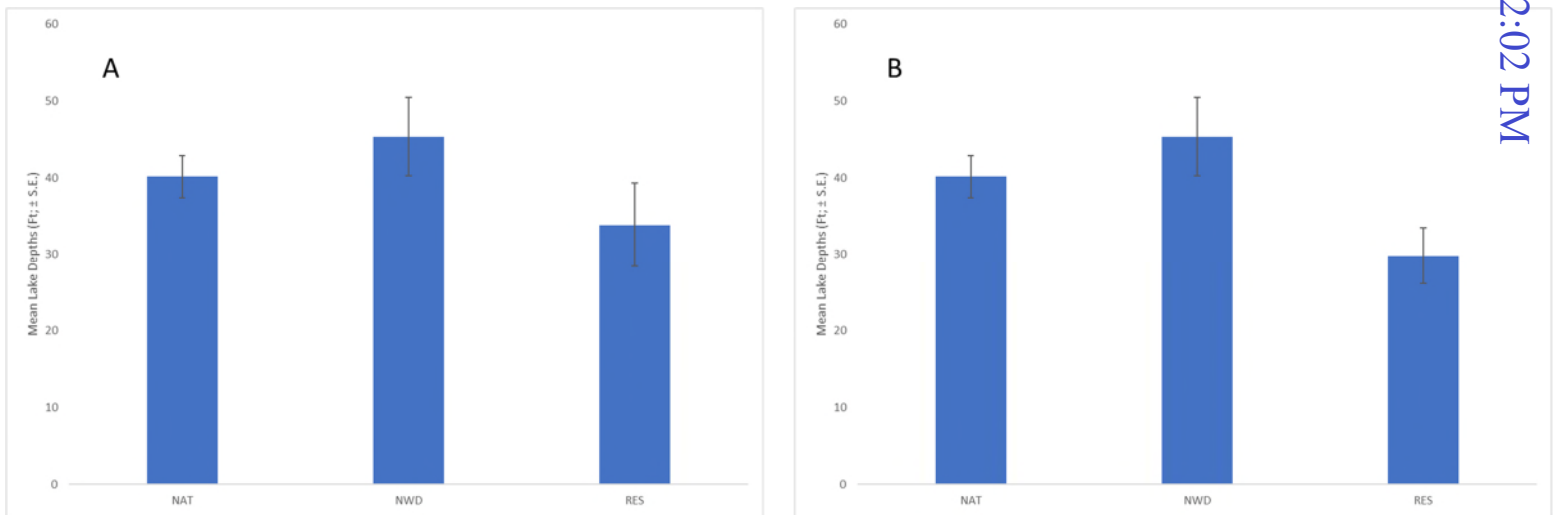 A
60
50
40
30
20
10
0
Mean Lake Depths (Ft; ± S.E.)
NAT NWD RES
B
60
50
40
30
20
10
0
Mean Lake Depths (Ft; ± S.E.)
NAT NWD RES
2:02 PM